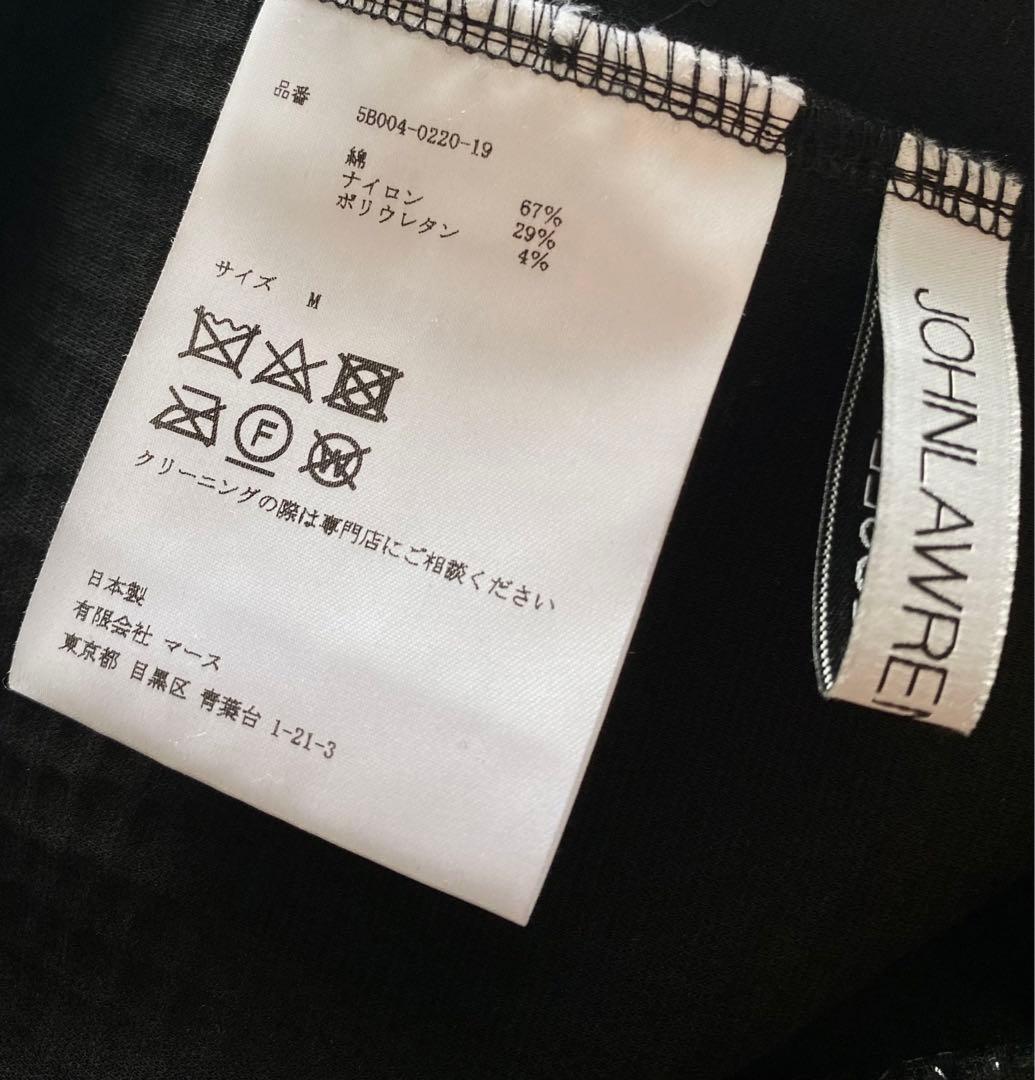 品番 5B004-0220-19
綿 67%
ナイロン 29%
ポリウレタン 4%
サイズ M
F
W
クリーニングの際は専門店にご相談ください
日本製
有限会社 マース
東京都 目黒区 青葉台 1-21-3
JOHNLAWREN